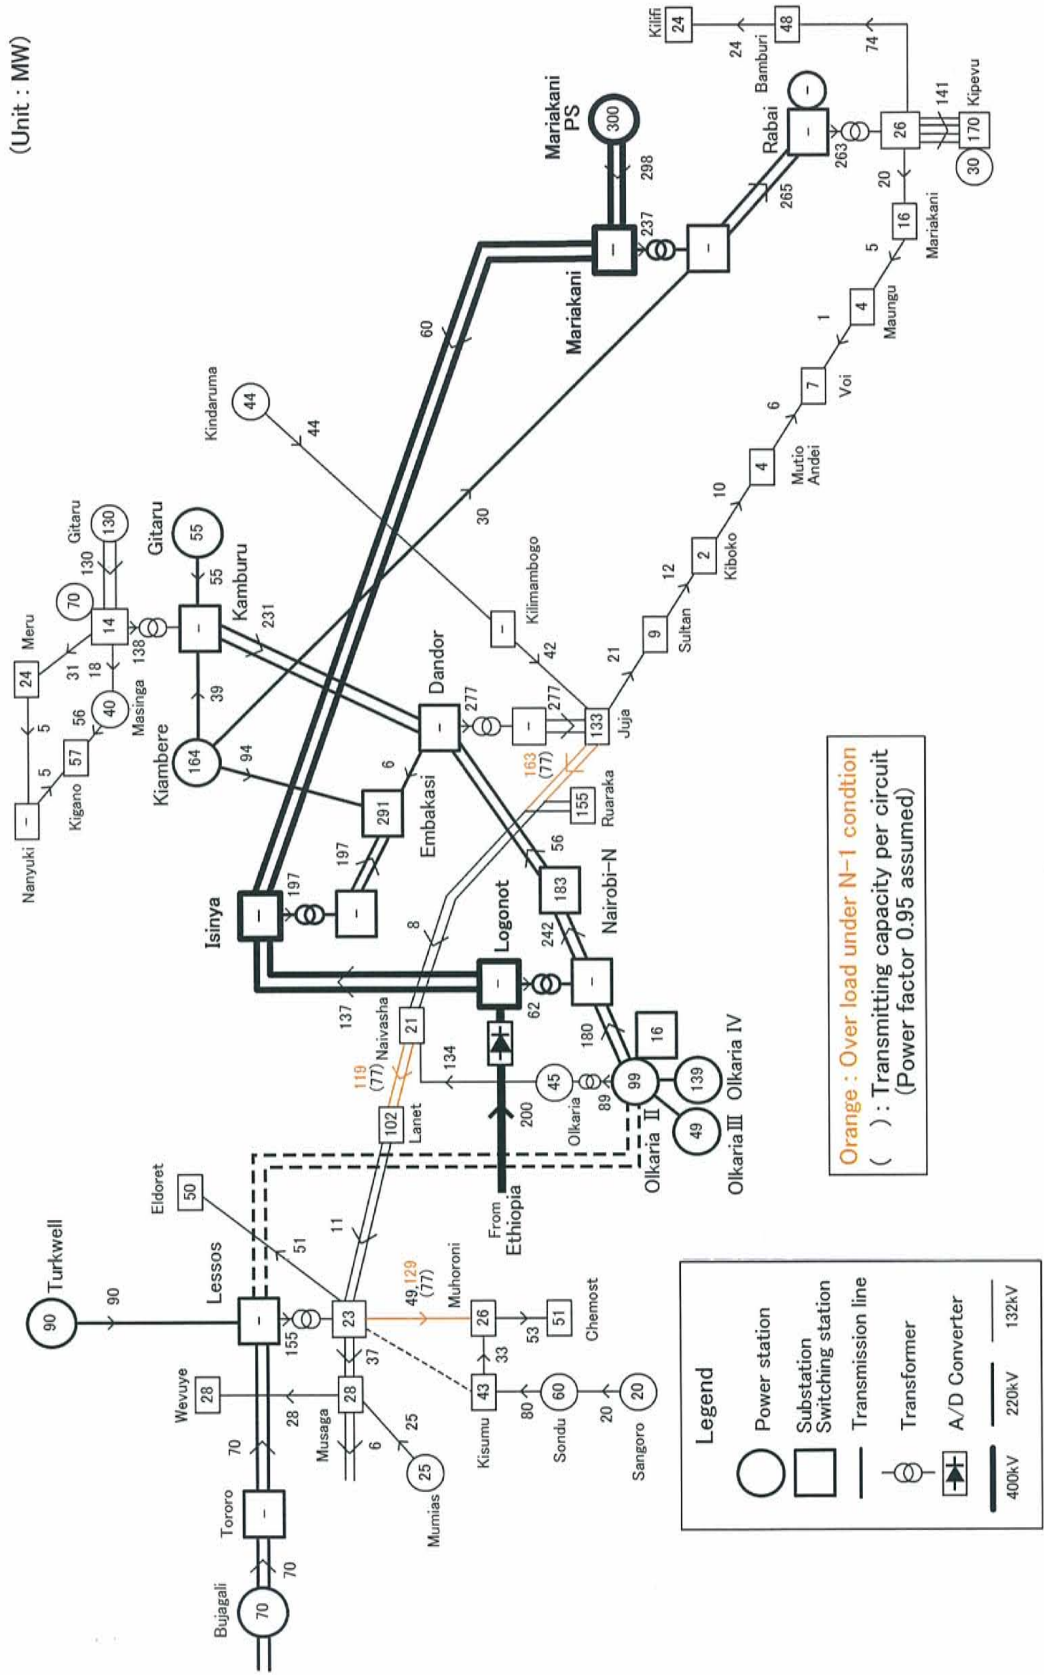 (Unit : MW)
Kilifi
24
24
Bamburi
48
74
Mariakani
PS
300
298
Mariakani
–
237
–
Rabai
–
–
265
263
26
141
Kipevu
170
30
20
16
Mariakani
5
4
Maungu
1
7
Voi
6
4
Mutio
Andei
10
2
Kiboko
12
9
Sultan
21
60
30
Kindaruma
44
44
Kilimambogo
–
42
Gitaru
130
130
70
14
Meru
24
31
18
138
Masinga
40
56
57
Kigano
5
5
–
Nanyuki
Gitaru
55
55
Kamburu
–
231
39
Kiambere
164
94
Dandor
–
277
–
277
133
Juja
163
(77)
6
Embakasi
291
197
–
197
Isinya
–
137
155
Ruaraka
8
56
183
Nairobi-N
242
–
Logonot
–
62
180
16
99
Olkaria Ⅱ
139
Olkaria Ⅳ
49
Olkaria Ⅲ
89
45
Olkaria
134
21
Naivasha
119
(77)
102
Lanet
200
From
Ethiopia
11
Eldoret
50
51
Turkwell
90
90
Lessos
–
155
23
49,129
(77)
Muhoroni
26
53
51
Chemost
33
43
Kisumu
80
60
Sondu
20
20
Sangoro
37
28
Musaga
6
25
25
Mumias
Wevuye
28
28
70
Tororo
–
70
Bujagali
70
Orange : Over load under N-1 condtion
( ) : Transmitting capacity per circuit
(Power factor 0.95 assumed)
Legend
Power station
Substation
Switching station
Transmission line
Transformer
A/D Converter
400kV
220kV
132kV